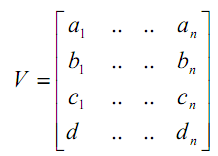 a₁ .. .. aₙ
b₁ .. .. bₙ
V = c₁ .. .. cₙ
d .. .. dₙ